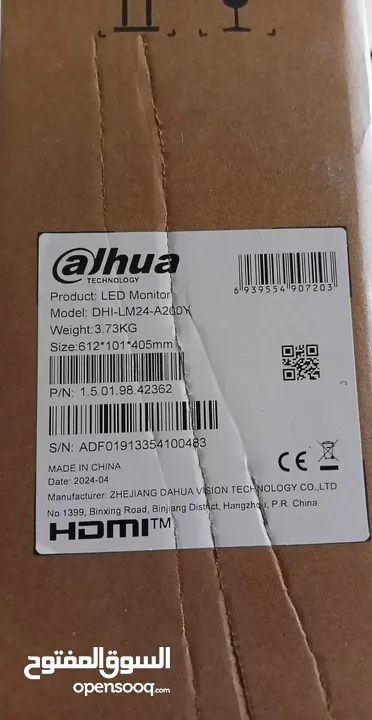 alhua
TECHNOLOGY
Product: LED Monitor
Model: DHI-LM24-A200Y
Weight:3.73KG
Size:612*101*405mm
6 939554 907203
P/N: 1.5.01.98.42362
S/N: ADF01913354100483
MADE IN CHINA
Date: 2024-04
Manufacturer: ZHEJIANG DAHUA VISION TECHNOLOGY CO.,LTD
No.1399, Binxing Road, Binjiang District, Hangzhou, P.R. China
CE
HDMI™
السوق المفتوح
opensooq.com